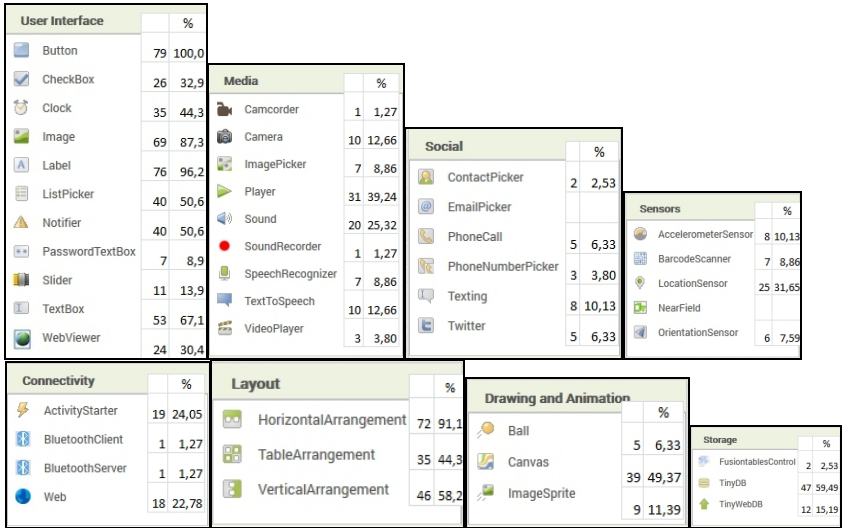 User Interface %
Button 79 100,0
CheckBox 26 32,9
Clock 35 44,3
Image 69 87,3
Label 76 96,2
ListPicker 40 50,6
Notifier 40 50,6
PasswordTextBox 7 8,9
Slider 11 13,9
TextBox 53 67,1
WebViewer 24 30,4
Media %
Camcorder 1 1,27
Camera 10 12,66
ImagePicker 7 8,86
Player 31 39,24
Sound 20 25,32
SoundRecorder 1 1,27
SpeechRecognizer 7 8,86
TextToSpeech 10 12,66
VideoPlayer 3 3,80
Social %
ContactPicker 2 2,53
EmailPicker
PhoneCall 5 6,33
PhoneNumberPicker 3 3,80
Texting 8 10,13
Twitter 5 6,33
Sensors %
AccelerometerSensor 8 10,13
BarcodeScanner 7 8,86
LocationSensor 25 31,65
NearField
OrientationSensor 6 7,59
Connectivity %
ActivityStarter 19 24,05
BluetoothClient 1 1,27
BluetoothServer 1 1,27
Web 18 22,78
Layout %
HorizontalArrangement 72 91,1
TableArrangement 35 44,3
VerticalArrangement 46 58,2
Drawing and Animation %
Ball 5 6,33
Canvas 39 49,37
ImageSprite 9 11,39
Storage %
FusiontablesControl 2 2,53
TinyDB 47 59,49
TinyWebDB 12 15,19